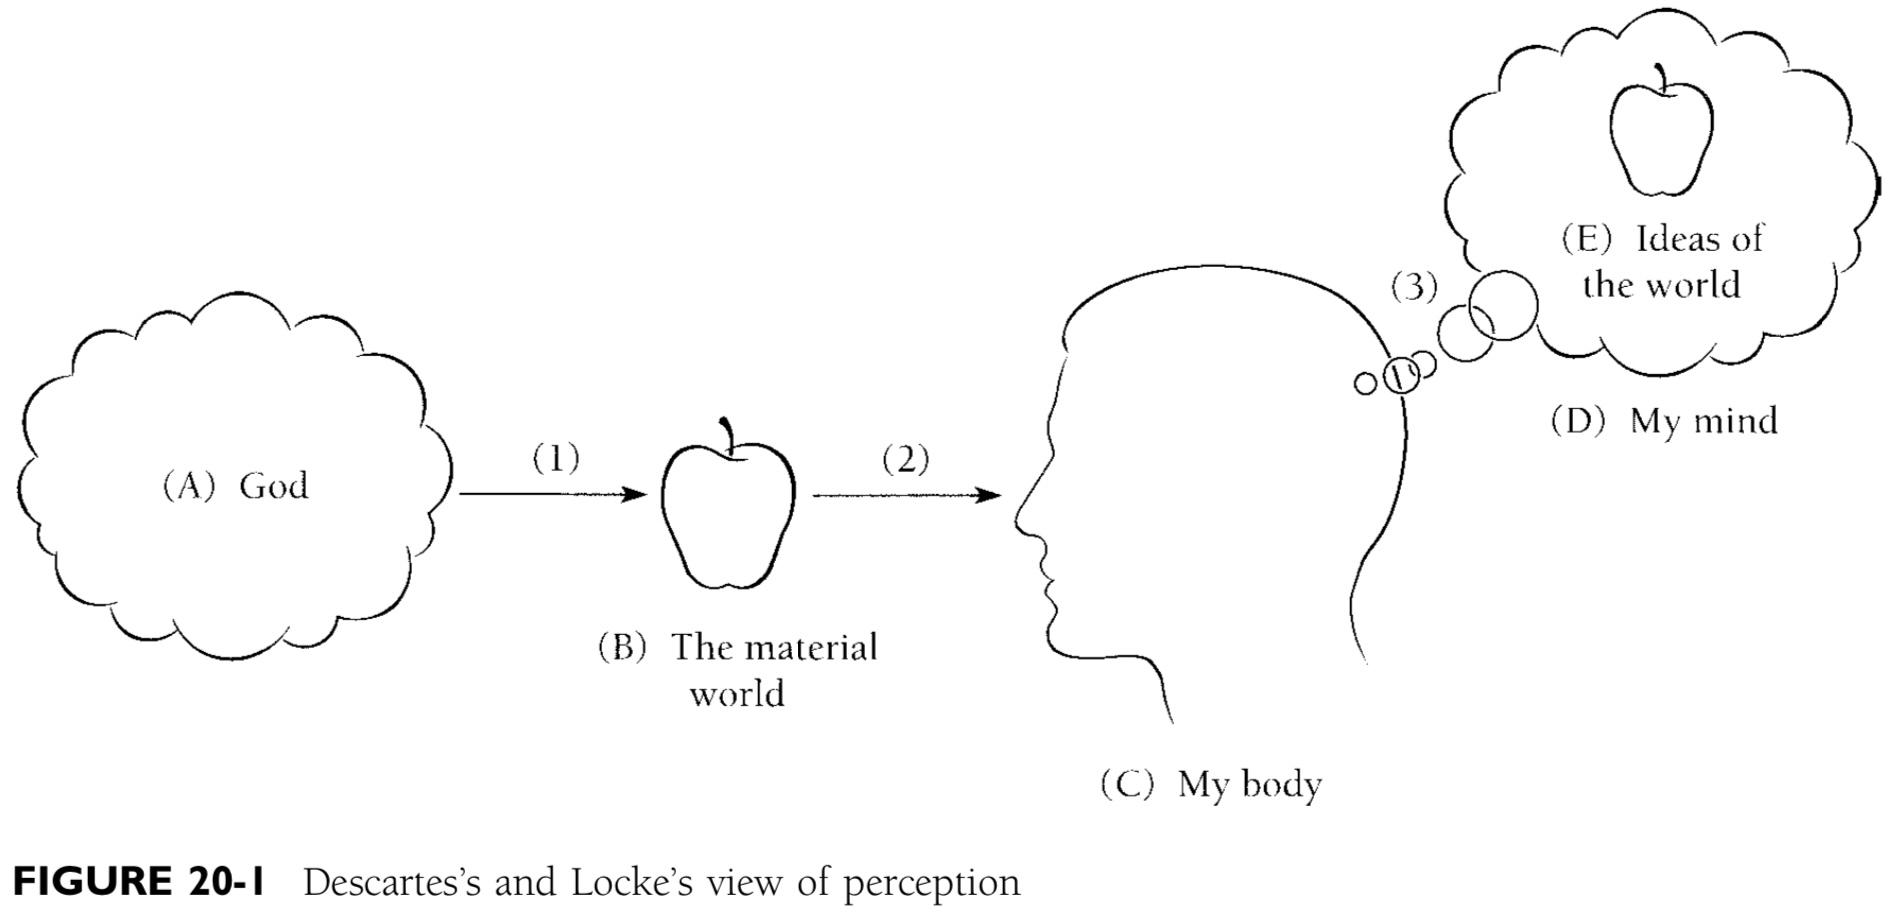 (A) God
(1)
(B) The material
world
(2)
(C) My body
(3)
(E) Ideas of
the world
(D) My mind
FIGURE 20-1 Descartes's and Locke's view of perception